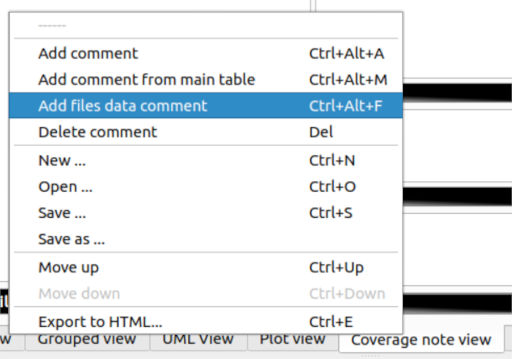 ------
Add comment Ctrl+Alt+A
Add comment from main table Ctrl+Alt+M
Add files data comment Ctrl+Alt+F
Delete comment Del
New ... Ctrl+N
Open ... Ctrl+O
Save ... Ctrl+S
Save as ...
Move up Ctrl+Up
Move down Ctrl+Down
Export to HTML... Ctrl+E
Grouped view UML View Plot view Coverage note view